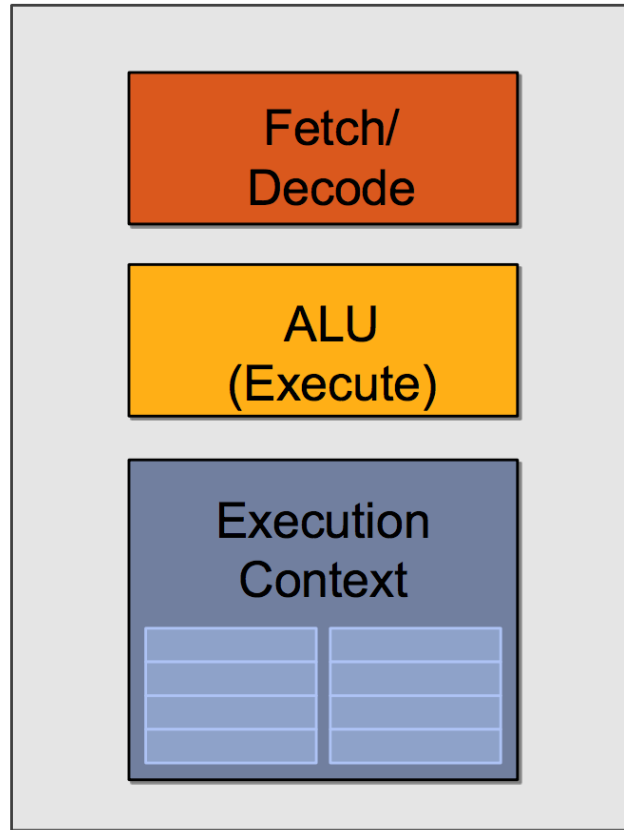 Fetch/
Decode
ALU
(Execute)
Execution
Context